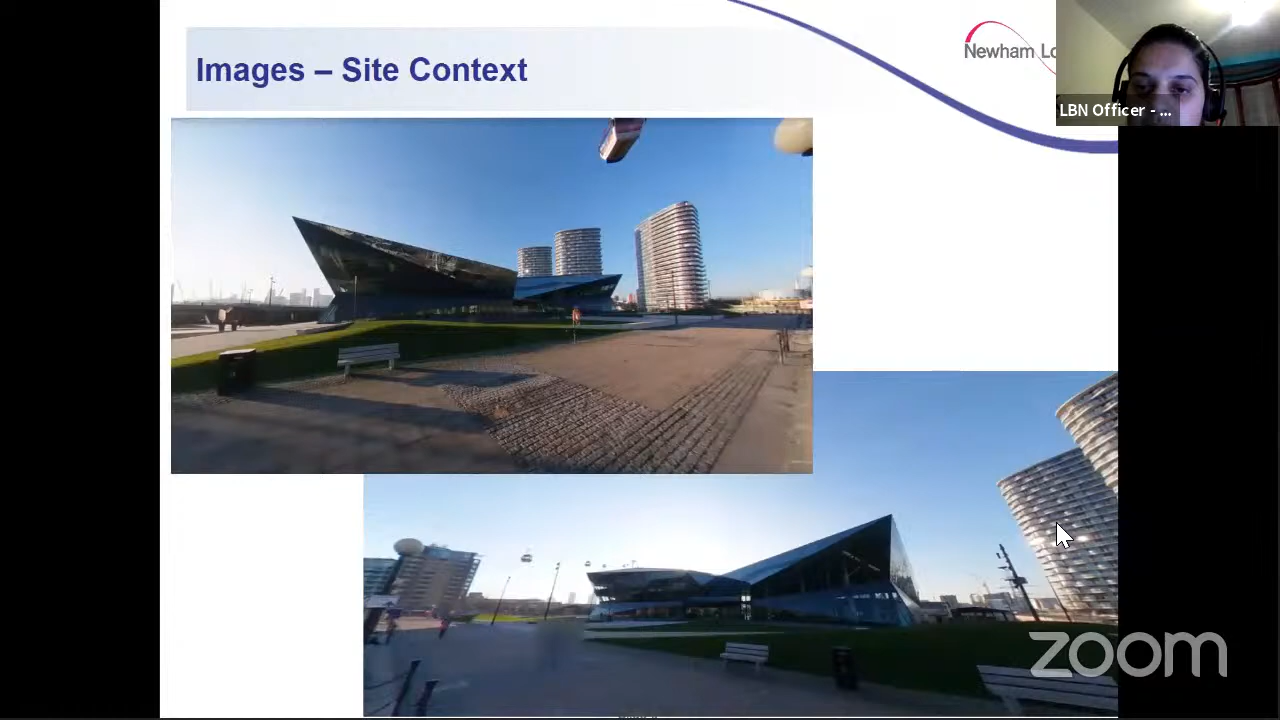 Images – Site Context
Newham Lo
LBN Officer - ...
zoom